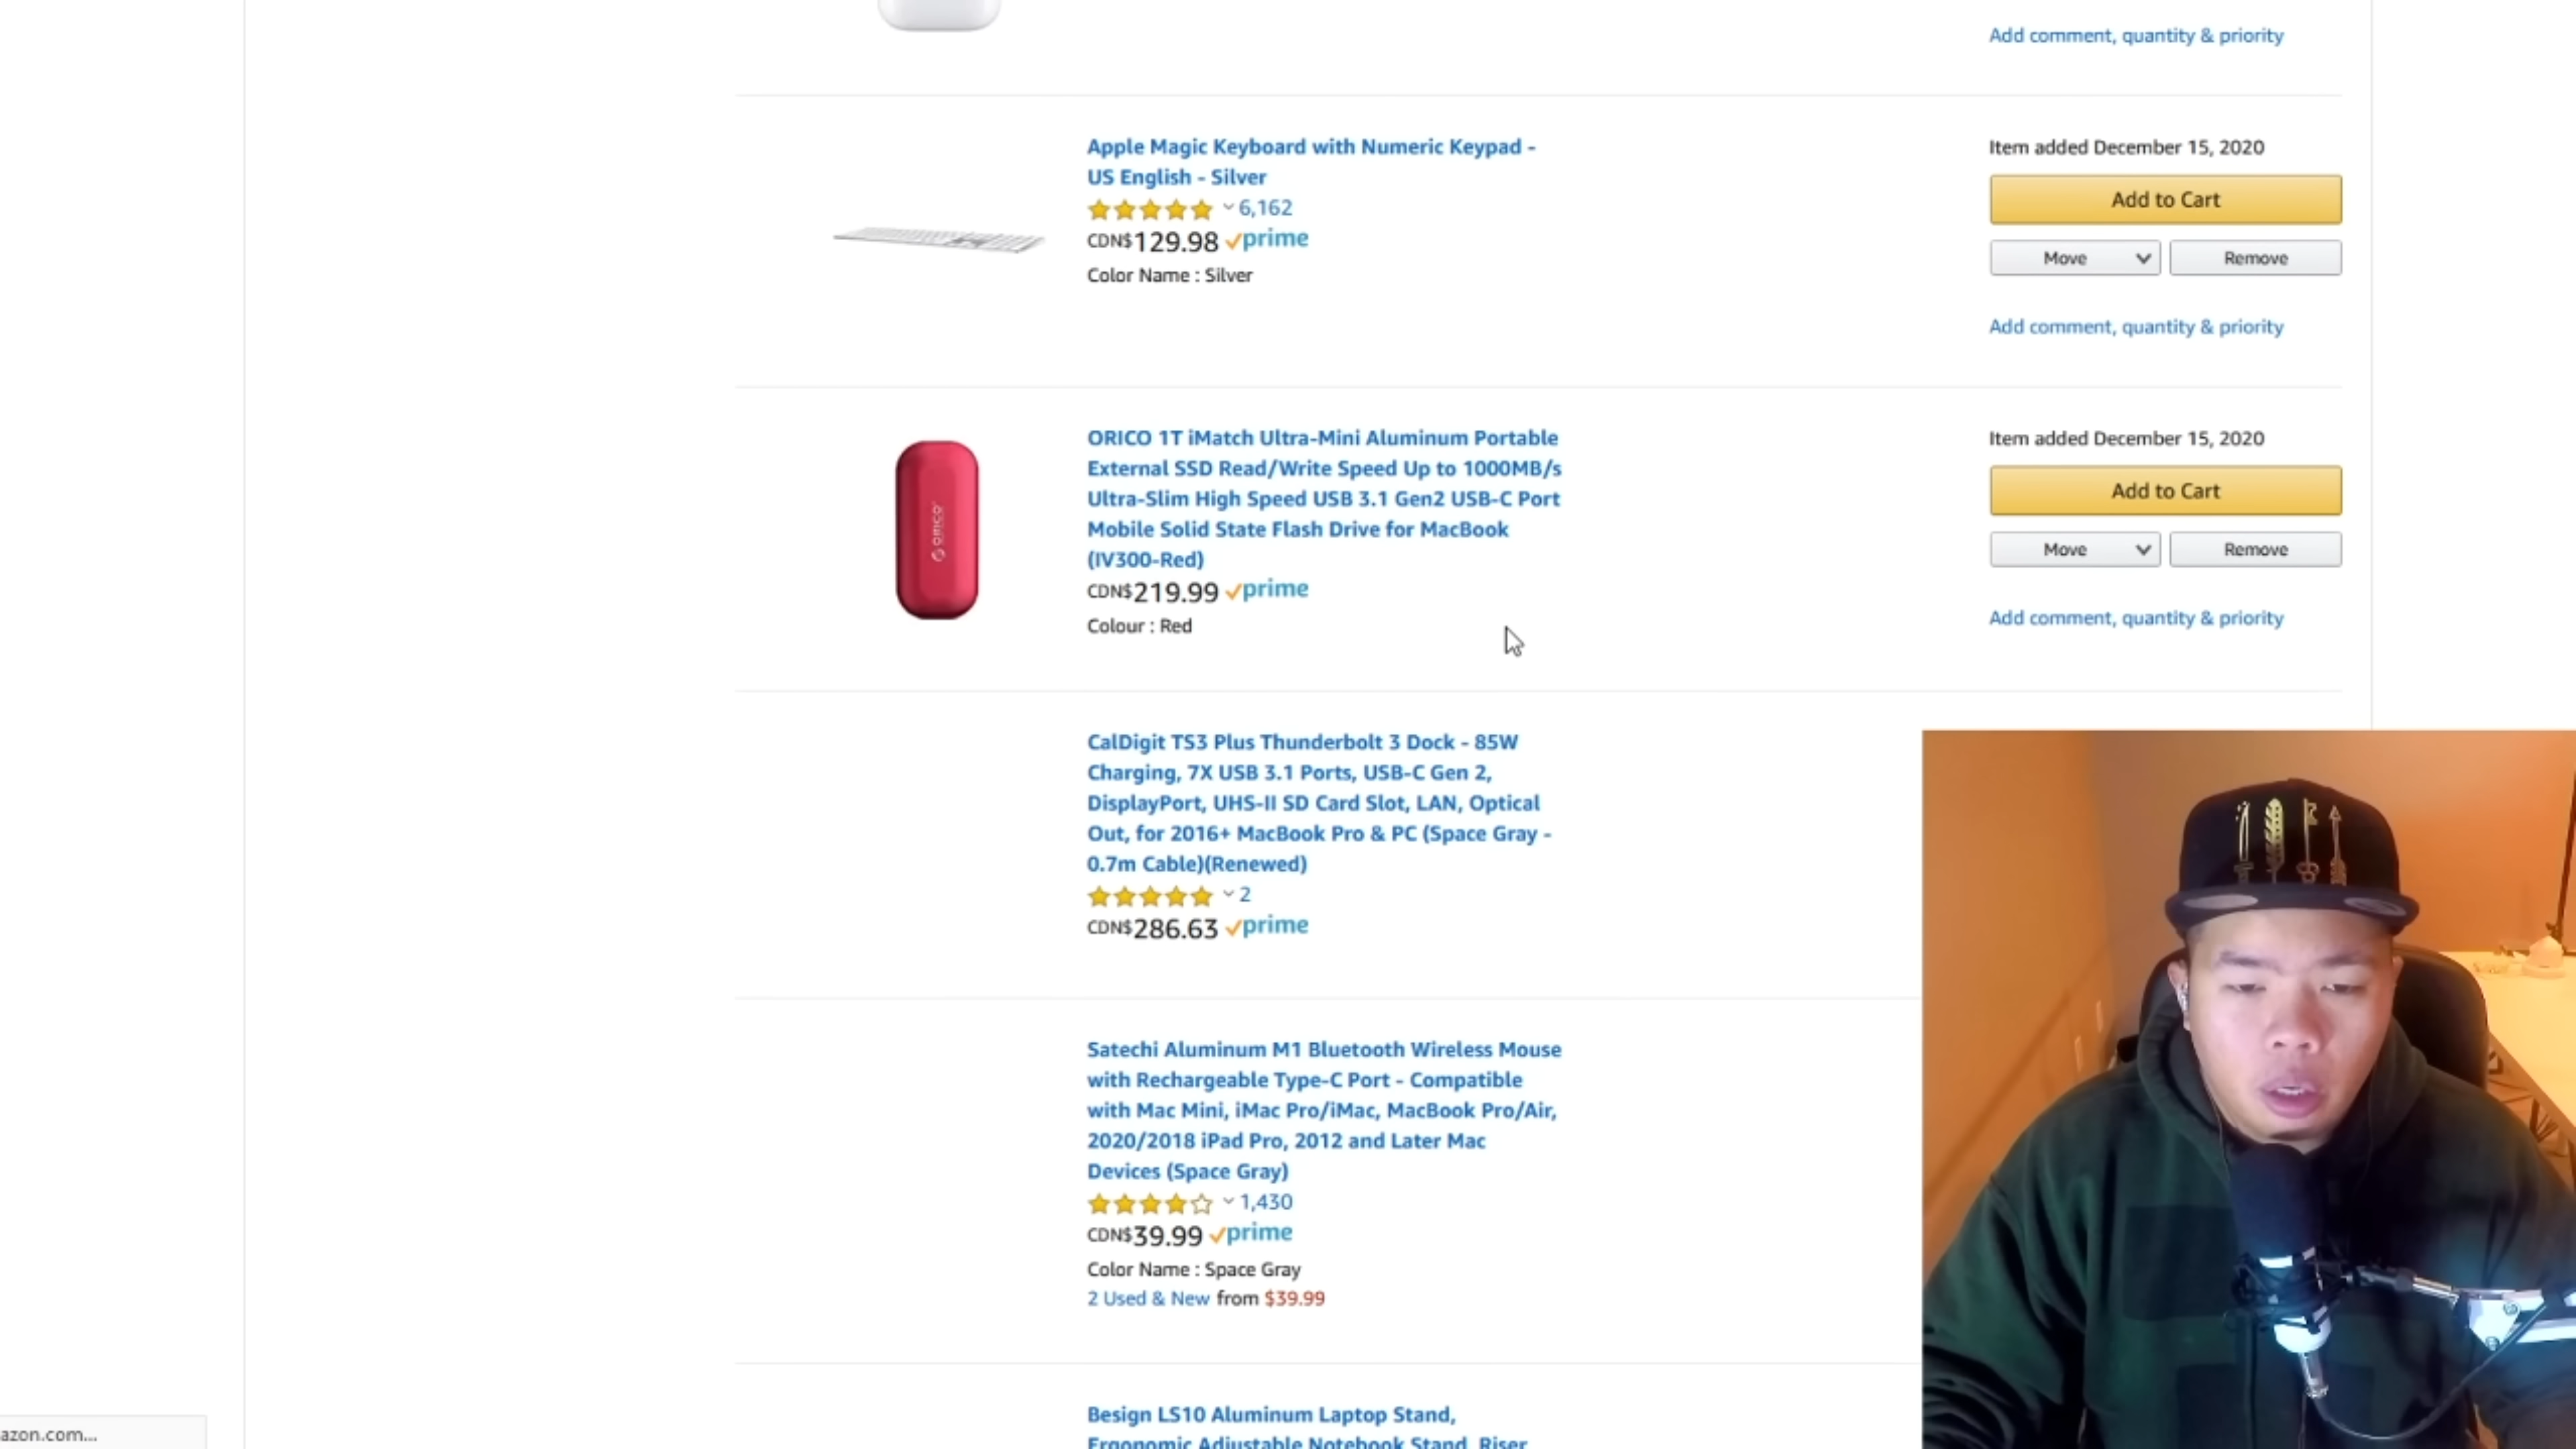 Add comment, quantity & priority
Apple Magic Keyboard with Numeric Keypad -
US English - Silver
6,162
CDN$129.98 prime
Color Name : Silver
Item added December 15, 2020
Add to Cart
Move
Remove
Add comment, quantity & priority
ORICO
ORICO 1T iMatch Ultra-Mini Aluminum Portable
External SSD Read/Write Speed Up to 1000MB/s
Ultra-Slim High Speed USB 3.1 Gen2 USB-C Port
Mobile Solid State Flash Drive for MacBook
(IV300-Red)
CDN$219.99 prime
Colour : Red
Item added December 15, 2020
Add to Cart
Move
Remove
Add comment, quantity & priority
CalDigit TS3 Plus Thunderbolt 3 Dock - 85W
Charging, 7X USB 3.1 Ports, USB-C Gen 2,
DisplayPort, UHS-II SD Card Slot, LAN, Optical
Out, for 2016+ MacBook Pro & PC (Space Gray -
0.7m Cable)(Renewed)
2
CDN$286.63 prime
Satechi Aluminum M1 Bluetooth Wireless Mouse
with Rechargeable Type-C Port - Compatible
with Mac Mini, iMac Pro/iMac, MacBook Pro/Air,
2020/2018 iPad Pro, 2012 and Later Mac
Devices (Space Gray)
1,430
CDN$39.99 prime
Color Name : Space Gray
2 Used & New from $39.99
Besign LS10 Aluminum Laptop Stand,
Ergonomic Adjustable Notebook Stand, Riser
azon.com...